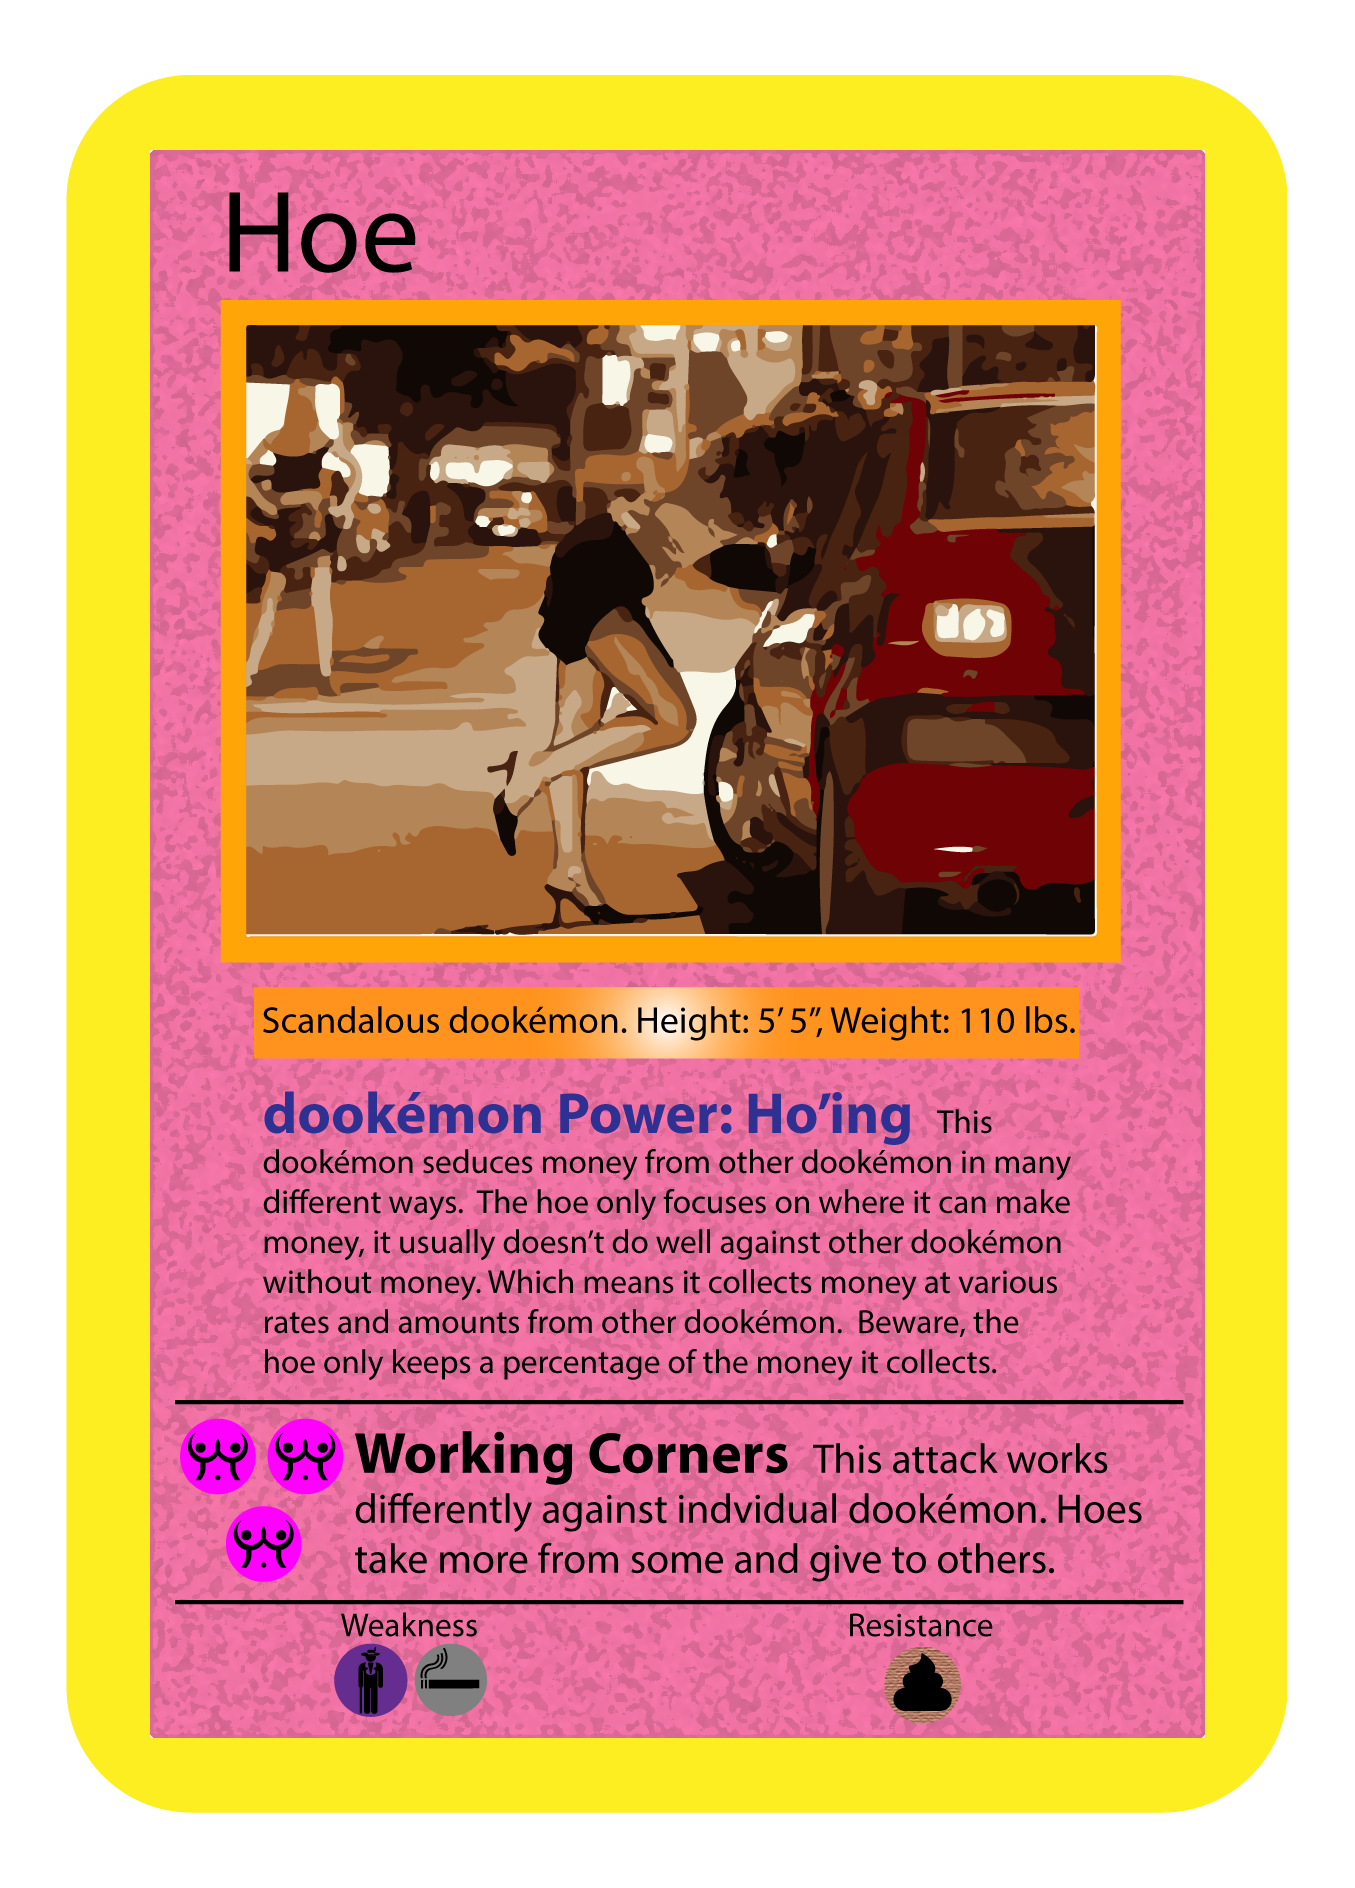 Hoe
Scandalous dookémon. Height: 5’ 5”, Weight: 110 lbs.
dookémon Power: Ho’ing This
dookémon seduces money from other dookémon in many
different ways. The hoe only focuses on where it can make
money, it usually doesn’t do well against other dookémon
without money. Which means it collects money at various
rates and amounts from other dookémon. Beware, the
hoe only keeps a percentage of the money it collects.
Working Corners This attack works
differently against indvidual dookémon. Hoes
take more from some and give to others.
Weakness Resistance